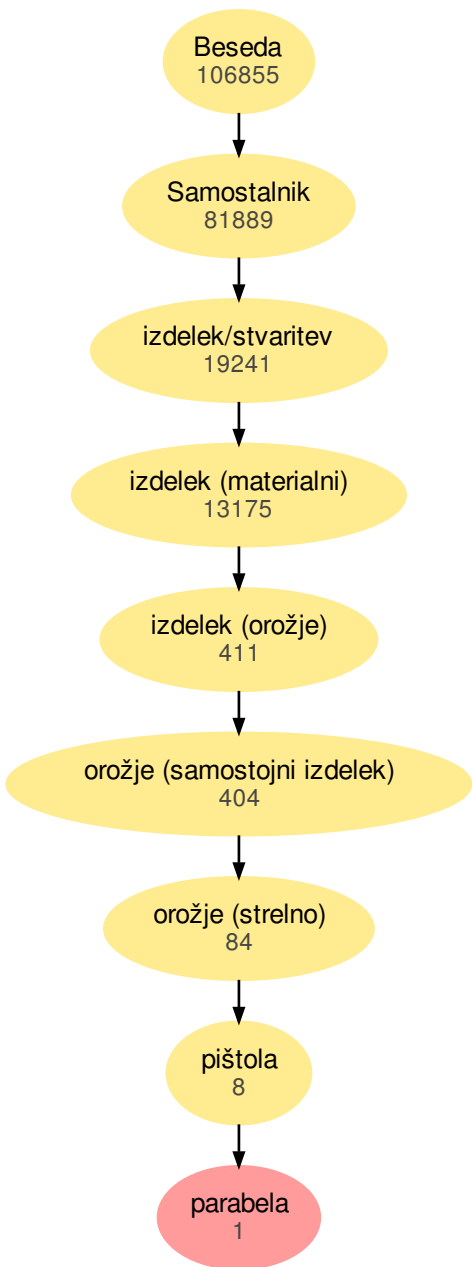 Beseda
106855
Samostalnik
81889
izdelek/stvaritev
19241
izdelek (materialni)
13175
izdelek (orožje)
411
orožje (samostojni izdelek)
404
orožje (strelno)
84
pištola
8
parabela
1